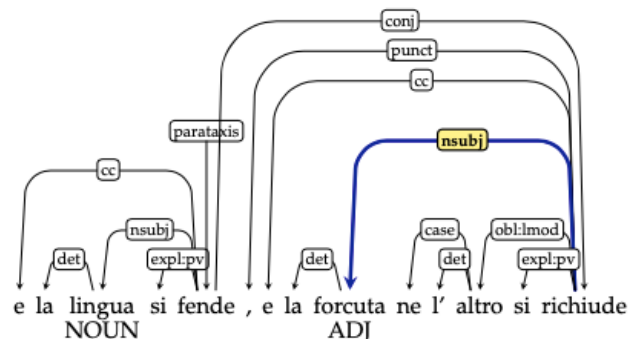 conj
punct
cc
parataxis
nsubj
cc
nsubj case obl:lmod
det expl:pv det det expl:pv
e la lingua si fende , e la forcuta ne l' altro si richiude
NOUN ADJ